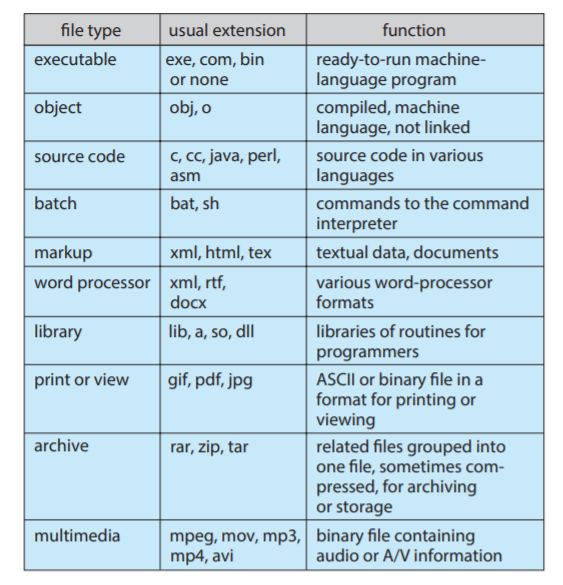 file type usual extension function
executable exe, com, bin ready-to-run machine-
or none language program
object obj, o compiled, machine
language, not linked
source code c, cc, java, perl, source code in various
asm languages
batch bat, sh commands to the command
interpreter
markup xml, html, tex textual data, documents
word processor xml, rtf, various word-processor
docx formats
library lib, a, so, dll libraries of routines for
programmers
print or view gif, pdf, jpg ASCII or binary file in a
format for printing or
viewing
archive rar, zip, tar related files grouped into
one file, sometimes com-
pressed, for archiving
or storage
multimedia mpeg, mov, mp3, binary file containing
mp4, avi audio or A/V information